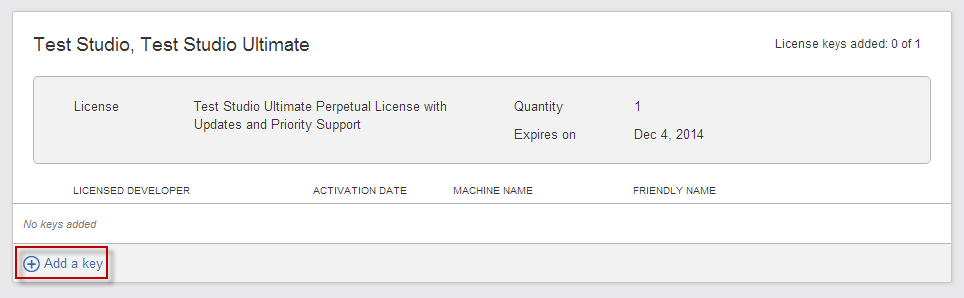 Test Studio, Test Studio Ultimate
License keys added: 0 of 1
License
Test Studio Ultimate Perpetual License with
Updates and Priority Support
Quantity
1
Expires on
Dec 4, 2014
LICENSED DEVELOPER
ACTIVATION DATE
MACHINE NAME
FRIENDLY NAME
No keys added
Add a key